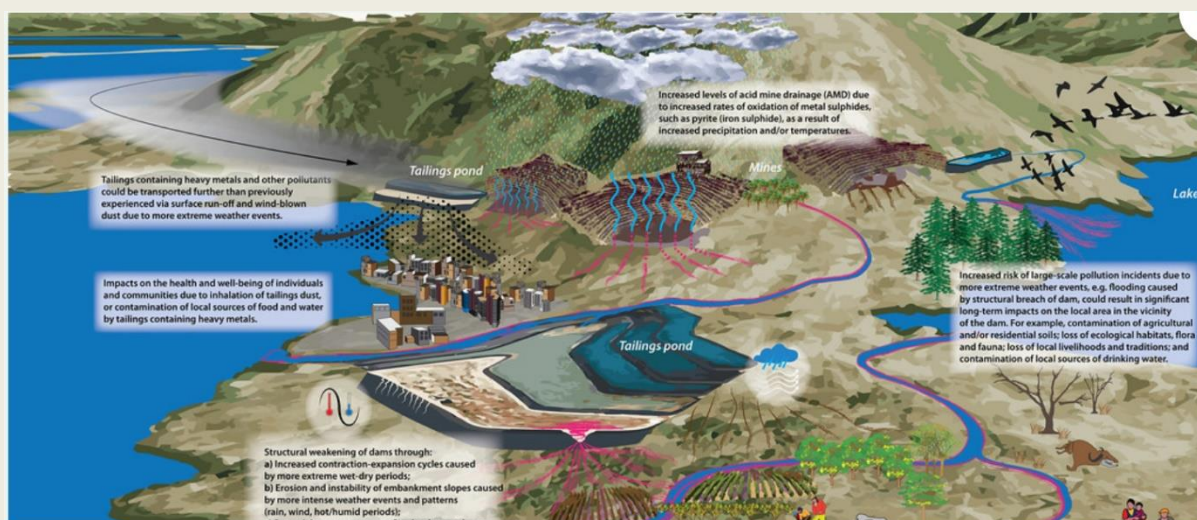 Increased levels of acid mine drainage (AMD) due
to increased rates of oxidation of metal sulphides,
such as pyrite (iron sulphide), as a result of
increased precipitation and/or temperatures.
Tailings pond
Mines
Lake
Tailings containing heavy metals and other pollutants
could be transported further than previously
experienced via surface run-off and wind-blown
dust due to more extreme weather events.
Impacts on the health and well-being of individuals
and communities due to inhalation of tailings dust,
or contamination of local sources of food and water
by tailings containing heavy metals.
Increased risk of large-scale pollution incidents due to
more extreme weather events, e.g. flooding caused
by structural breach of dam, could result in significant
long-term impacts on the local area in the vicinity
of the dam. For example, contamination of agricultural
and/or residential soils; loss of ecological habitats, flora
and fauna; loss of local livelihoods and traditions; and
contamination of local sources of drinking water.
Tailings pond
Structural weakening of dams through:
a) Increased contraction-expansion cycles caused
by more extreme wet-dry periods;
b) Erosion and instability of embankment slopes caused
by more intense weather events and patterns
(rain, wind, hot/humid periods);